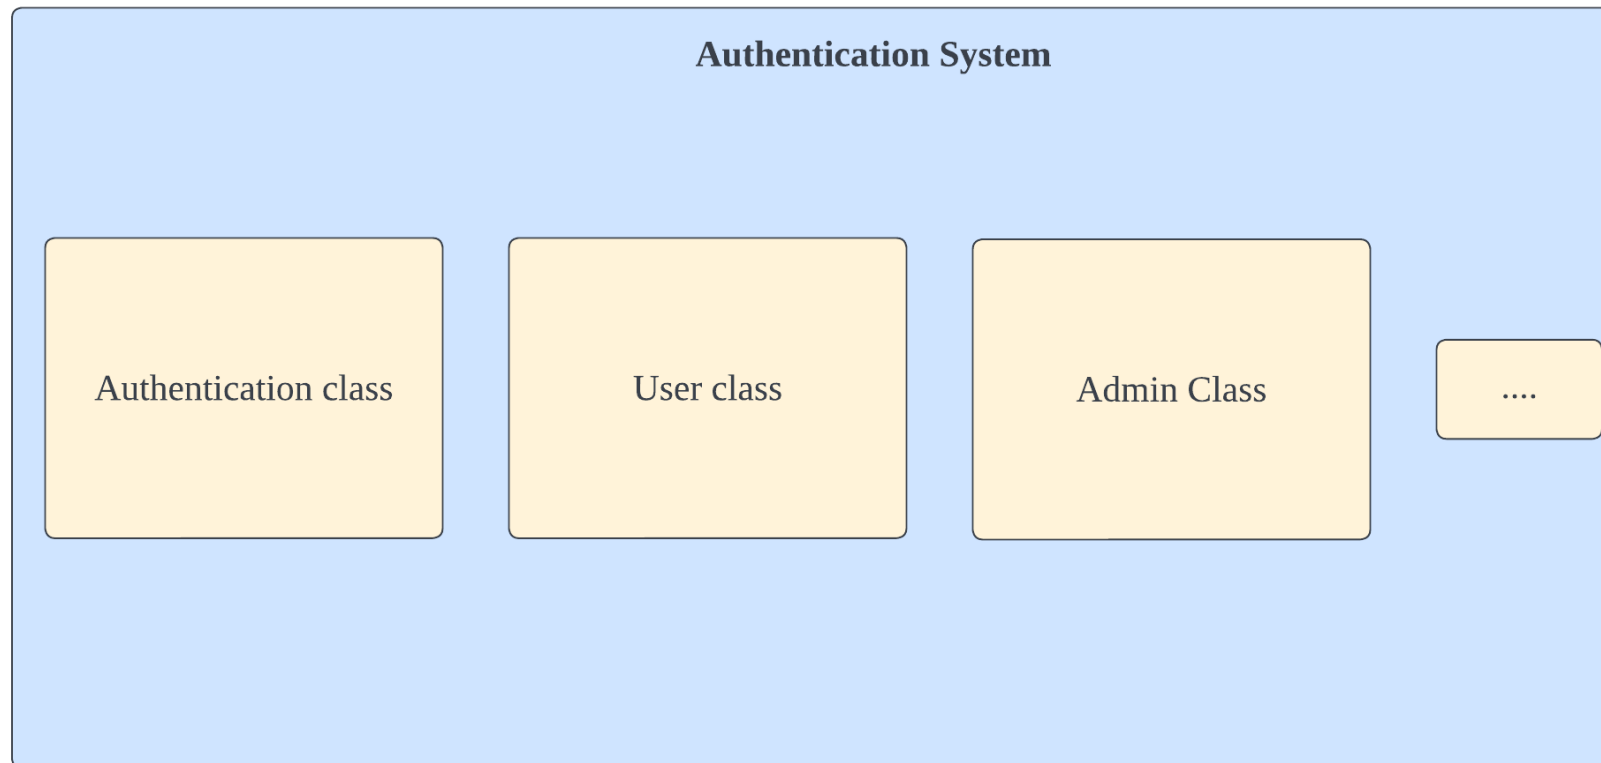 Authentication System
Authentication class
User class
Admin Class
....